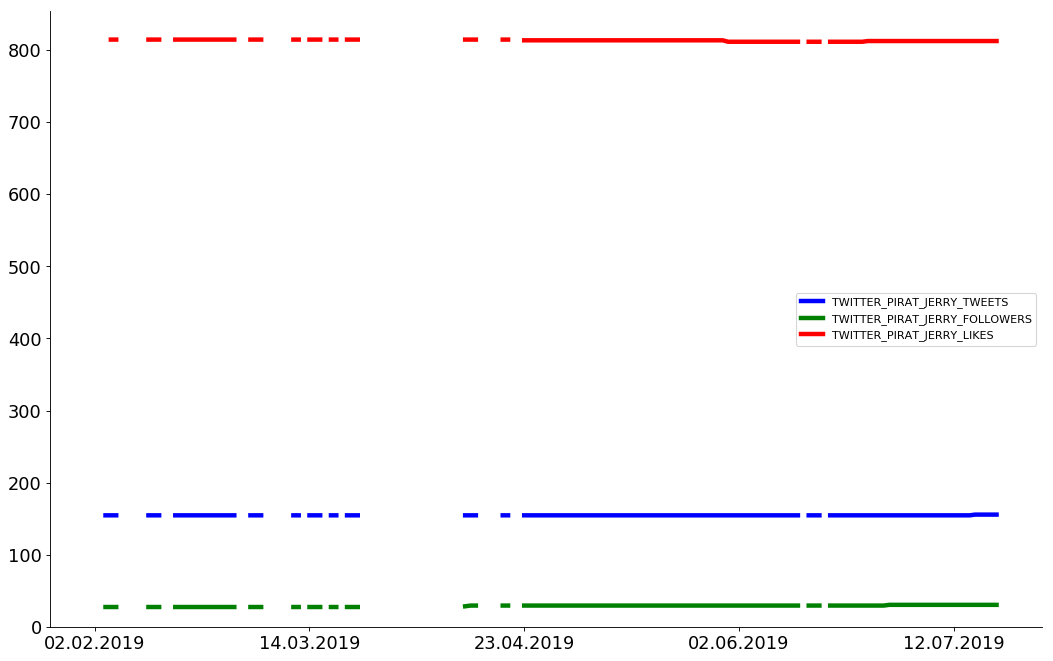 800
700
600
500
400
300
200
100
0
TWITTER_PIRAT_JERRY_TWEETS
TWITTER_PIRAT_JERRY_FOLLOWERS
TWITTER_PIRAT_JERRY_LIKES
02.02.2019 14.03.2019 23.04.2019 02.06.2019 12.07.2019